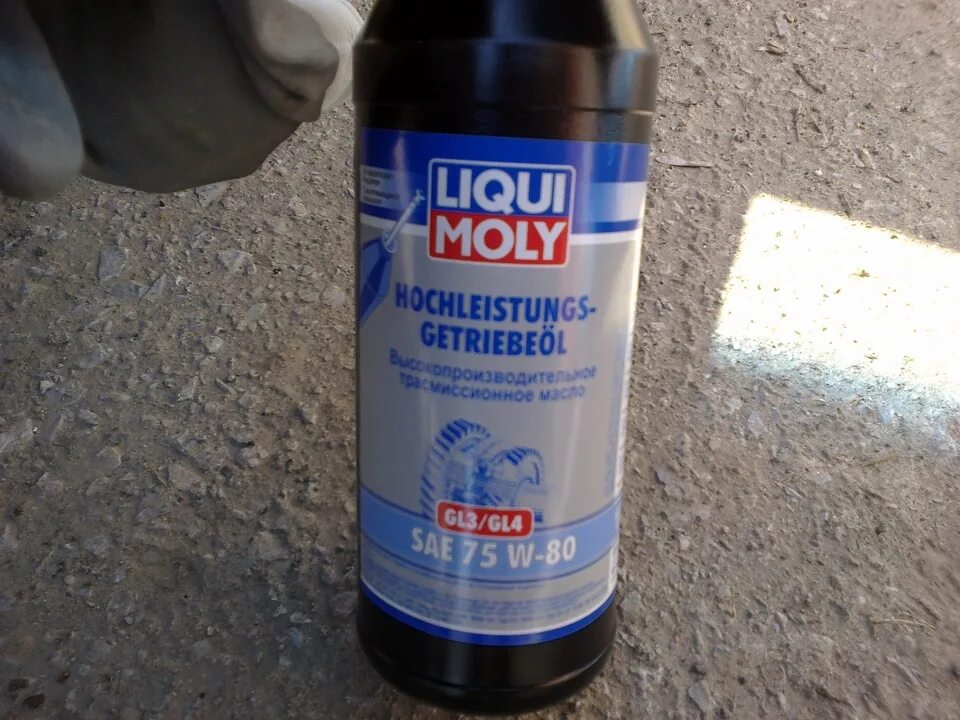 LIQUI
MOLY
HOCHLEISTUNGS-
GETRIEBEÖL
Высокопроизводительное
трасмиссионное масло
GL3/GL4
SAE 75 W-80